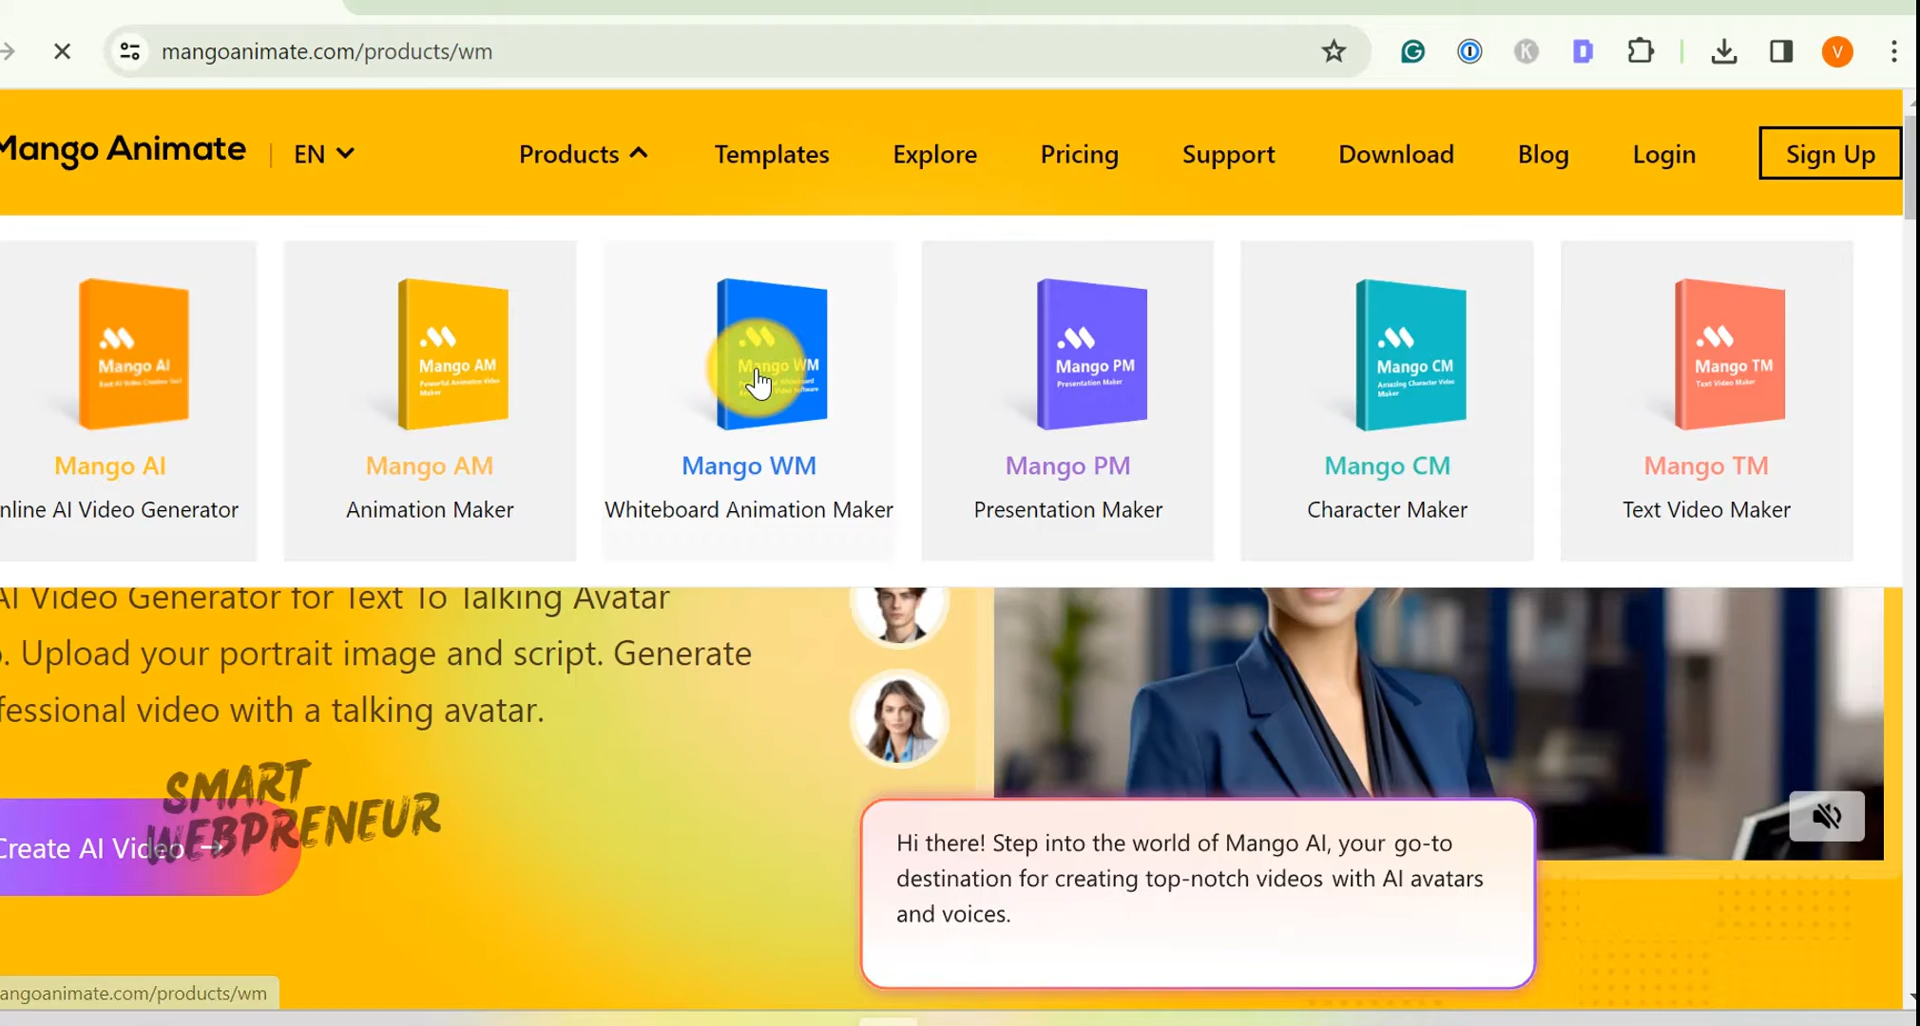 mangoanimate.com/products/wm
V
Mango Animate
EN
Products
Templates
Explore
Pricing
Support
Download
Blog
Login
Sign Up
Mango AI
Mango AM
Powerful Animation Video
Maker
Mango WM
Mango PM
Presentation Maker
Mango CM
Amazing Character Video
Maker
Mango TM
Text Video Maker
Mango AI
nline AI Video Generator
Mango AM
Animation Maker
Mango WM
Whiteboard Animation Maker
Mango PM
Presentation Maker
Mango CM
Character Maker
Mango TM
Text Video Maker
AI Video Generator for Text To Talking Avatar
. Upload your portrait image and script. Generate
fessional video with a talking avatar.
Create AI Video →
SMART
WEBPRENEUR
Hi there! Step into the world of Mango AI, your go-to
destination for creating top-notch videos with AI avatars
and voices.
angoanimate.com/products/wm